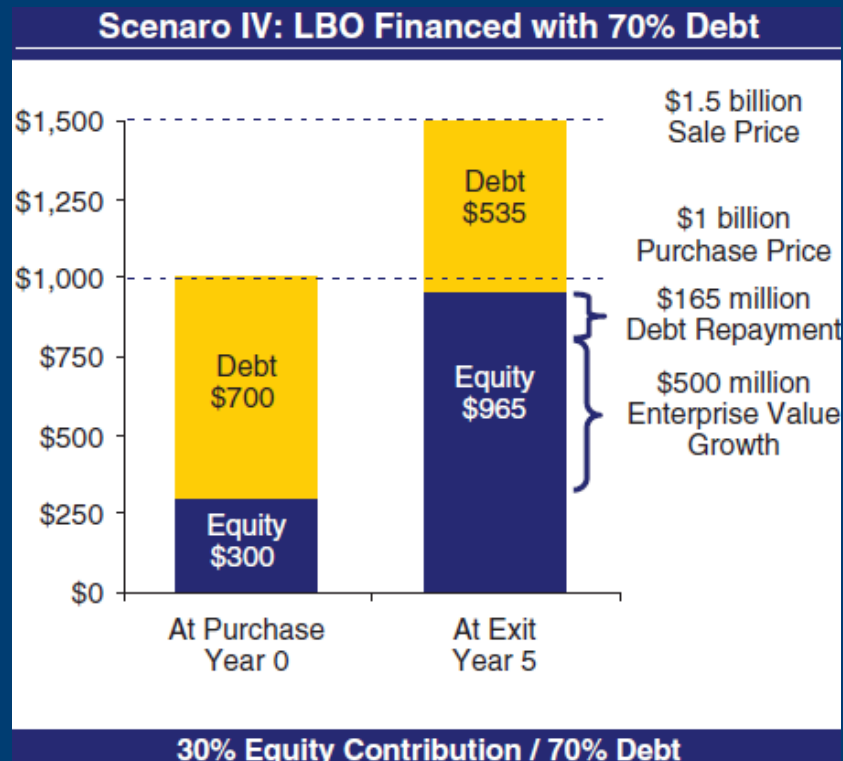 Scenaro IV: LBO Financed with 70% Debt
$1,500
$1,250
$1,000
$750
$500
$250
$0
Debt
$700
Equity
$300
Debt
$535
Equity
$965
$1.5 billion
Sale Price
$1 billion
Purchase Price
$165 million
Debt Repayment
$500 million
Enterprise Value
Growth
At Purchase
Year 0
At Exit
Year 5
30% Equity Contribution / 70% Debt